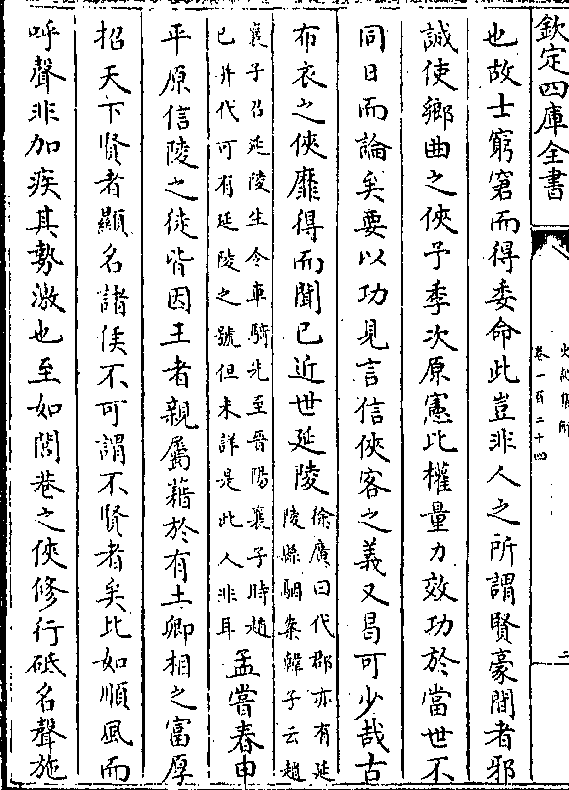 欽定四庫全書
史記集解
卷一百二十四
二
也故士窮窘而得委命此豈非人之所謂賢豪間者邪
誠使鄉曲之俠予季次原憲比權量力效功於當世不
同日而論矣要以功見言信俠客之義又曷可少哉古
布衣之俠靡得而聞已近世延陵徐廣曰代郡亦有延陵縣駰案韓子云趙
襄子召延陵生令車騎先至晉陽襄子時趙已并代可有延陵之號但未詳是此人非耳孟嘗春申
平原信陵之徒皆因王者親屬藉於有土卿相之富厚
招天下賢者顯名諸侯不可謂不賢者矣比如順風而
呼聲非加疾其勢激也至如閭巷之俠修行砥名聲施